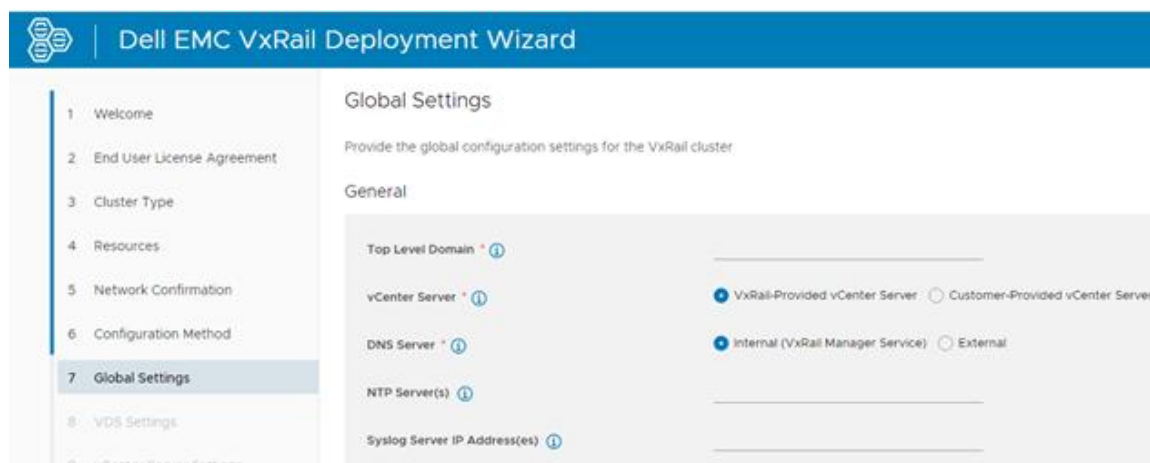 Dell EMC VxRail Deployment Wizard
1 Welcome
2 End User License Agreement
3 Cluster Type
4 Resources
5 Network Confirmation
6 Configuration Method
7 Global Settings
8 VDS Settings
Global Settings
Provide the global configuration settings for the VxRail cluster
General
Top Level Domain *
vCenter Server * VxRail-Provided vCenter Server Customer-Provided vCenter Server
DNS Server * Internal (VxRail Manager Service) External
NTP Server(s)
Syslog Server IP Address(es)